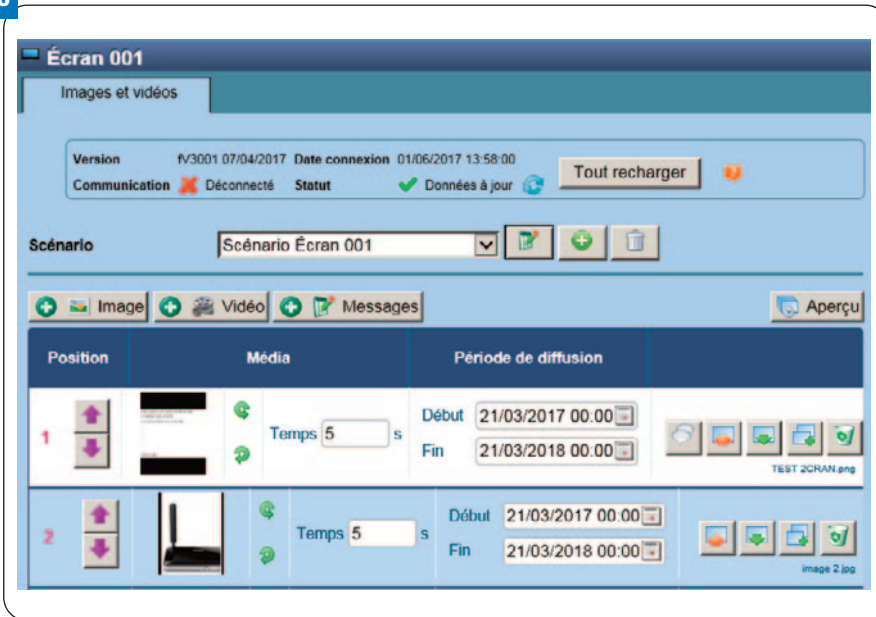 Écran 001
Images et vidéos
Version fV3001 07/04/2017 Date connexion 01/06/2017 13:58:00
Communication Déconnecté Statut Données à jour
Tout recharger
Scénario Scénario Écran 001
Image Vidéo Messages Aperçu
Position Média Période de diffusion
1 Temps 5 s Début 21/03/2017 00:00
Fin 21/03/2018 00:00
TEST 2CRAN.png
2 Temps 5 s Début 21/03/2017 00:00
Fin 21/03/2018 00:00
image 2.jpg